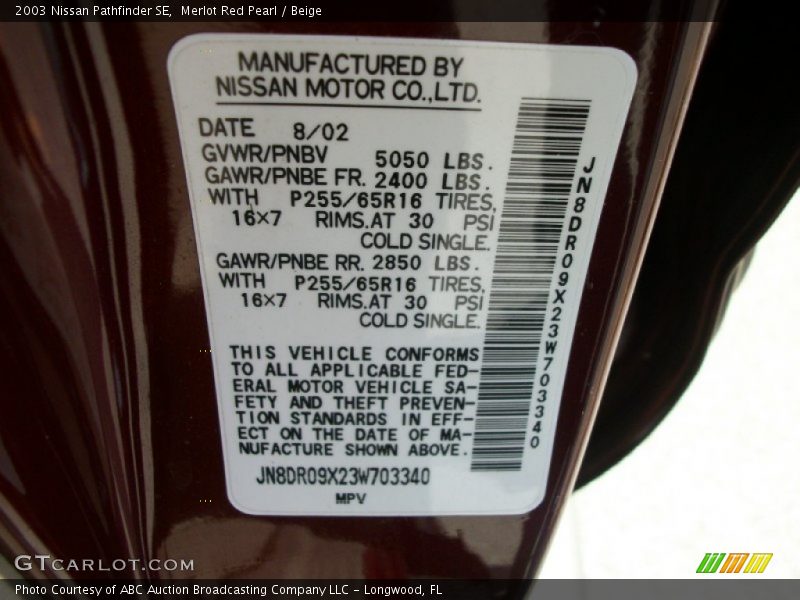 2003 Nissan Pathfinder SE,  Merlot Red Pearl / Beige
MANUFACTURED BY
NISSAN MOTOR CO.,LTD.
DATE 8/02
GVWR/PNBV 5050 LBS.
GAWR/PNBE FR. 2400 LBS.
WITH P255/65R16 TIRES,
16×7 RIMS.AT 30 PSI
COLD SINGLE.
GAWR/PNBE RR. 2850 LBS.
WITH P255/65R16 TIRES,
16×7 RIMS.AT 30 PSI
COLD SINGLE.
THIS VEHICLE CONFORMS
TO ALL APPLICABLE FED-
ERAL MOTOR VEHICLE SA-
FETY AND THEFT PREVEN-
TION STANDARDS IN EFF-
ECT ON THE DATE OF MA-
NUFACTURE SHOWN ABOVE.
JN8DR09X23W703340
MPV
JN8DR09X23W703340
GTCARLOT.COM
Photo Courtesy of ABC Auction Broadcasting Company LLC - Longwood, FL